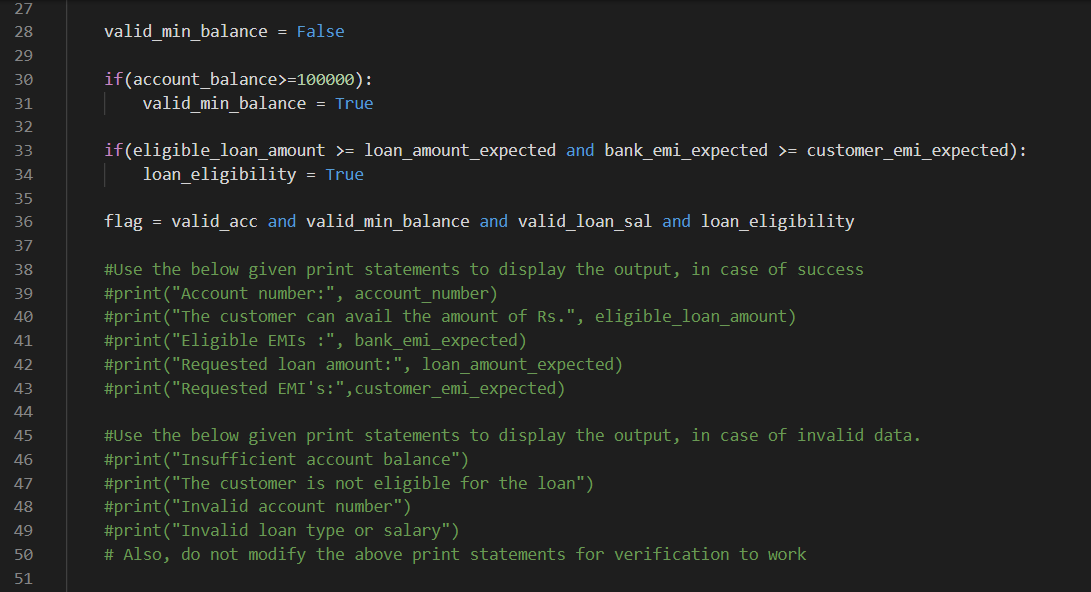 27
28 valid_min_balance = False
29
30 if(account_balance>=100000):
31 valid_min_balance = True
32
33 if(eligible_loan_amount >= loan_amount_expected and bank_emi_expected >= customer_emi_expected):
34 loan_eligibility = True
35
36 flag = valid_acc and valid_min_balance and valid_loan_sal and loan_eligibility
37
38 #Use the below given print statements to display the output, in case of success
39 #print("Account number:", account_number)
40 #print("The customer can avail the amount of Rs.", eligible_loan_amount)
41 #print("Eligible EMIs :", bank_emi_expected)
42 #print("Requested loan amount:", loan_amount_expected)
43 #print("Requested EMI's:",customer_emi_expected)
44
45 #Use the below given print statements to display the output, in case of invalid data.
46 #print("Insufficient account balance")
47 #print("The customer is not eligible for the loan")
48 #print("Invalid account number")
49 #print("Invalid loan type or salary")
50 # Also, do not modify the above print statements for verification to work
51